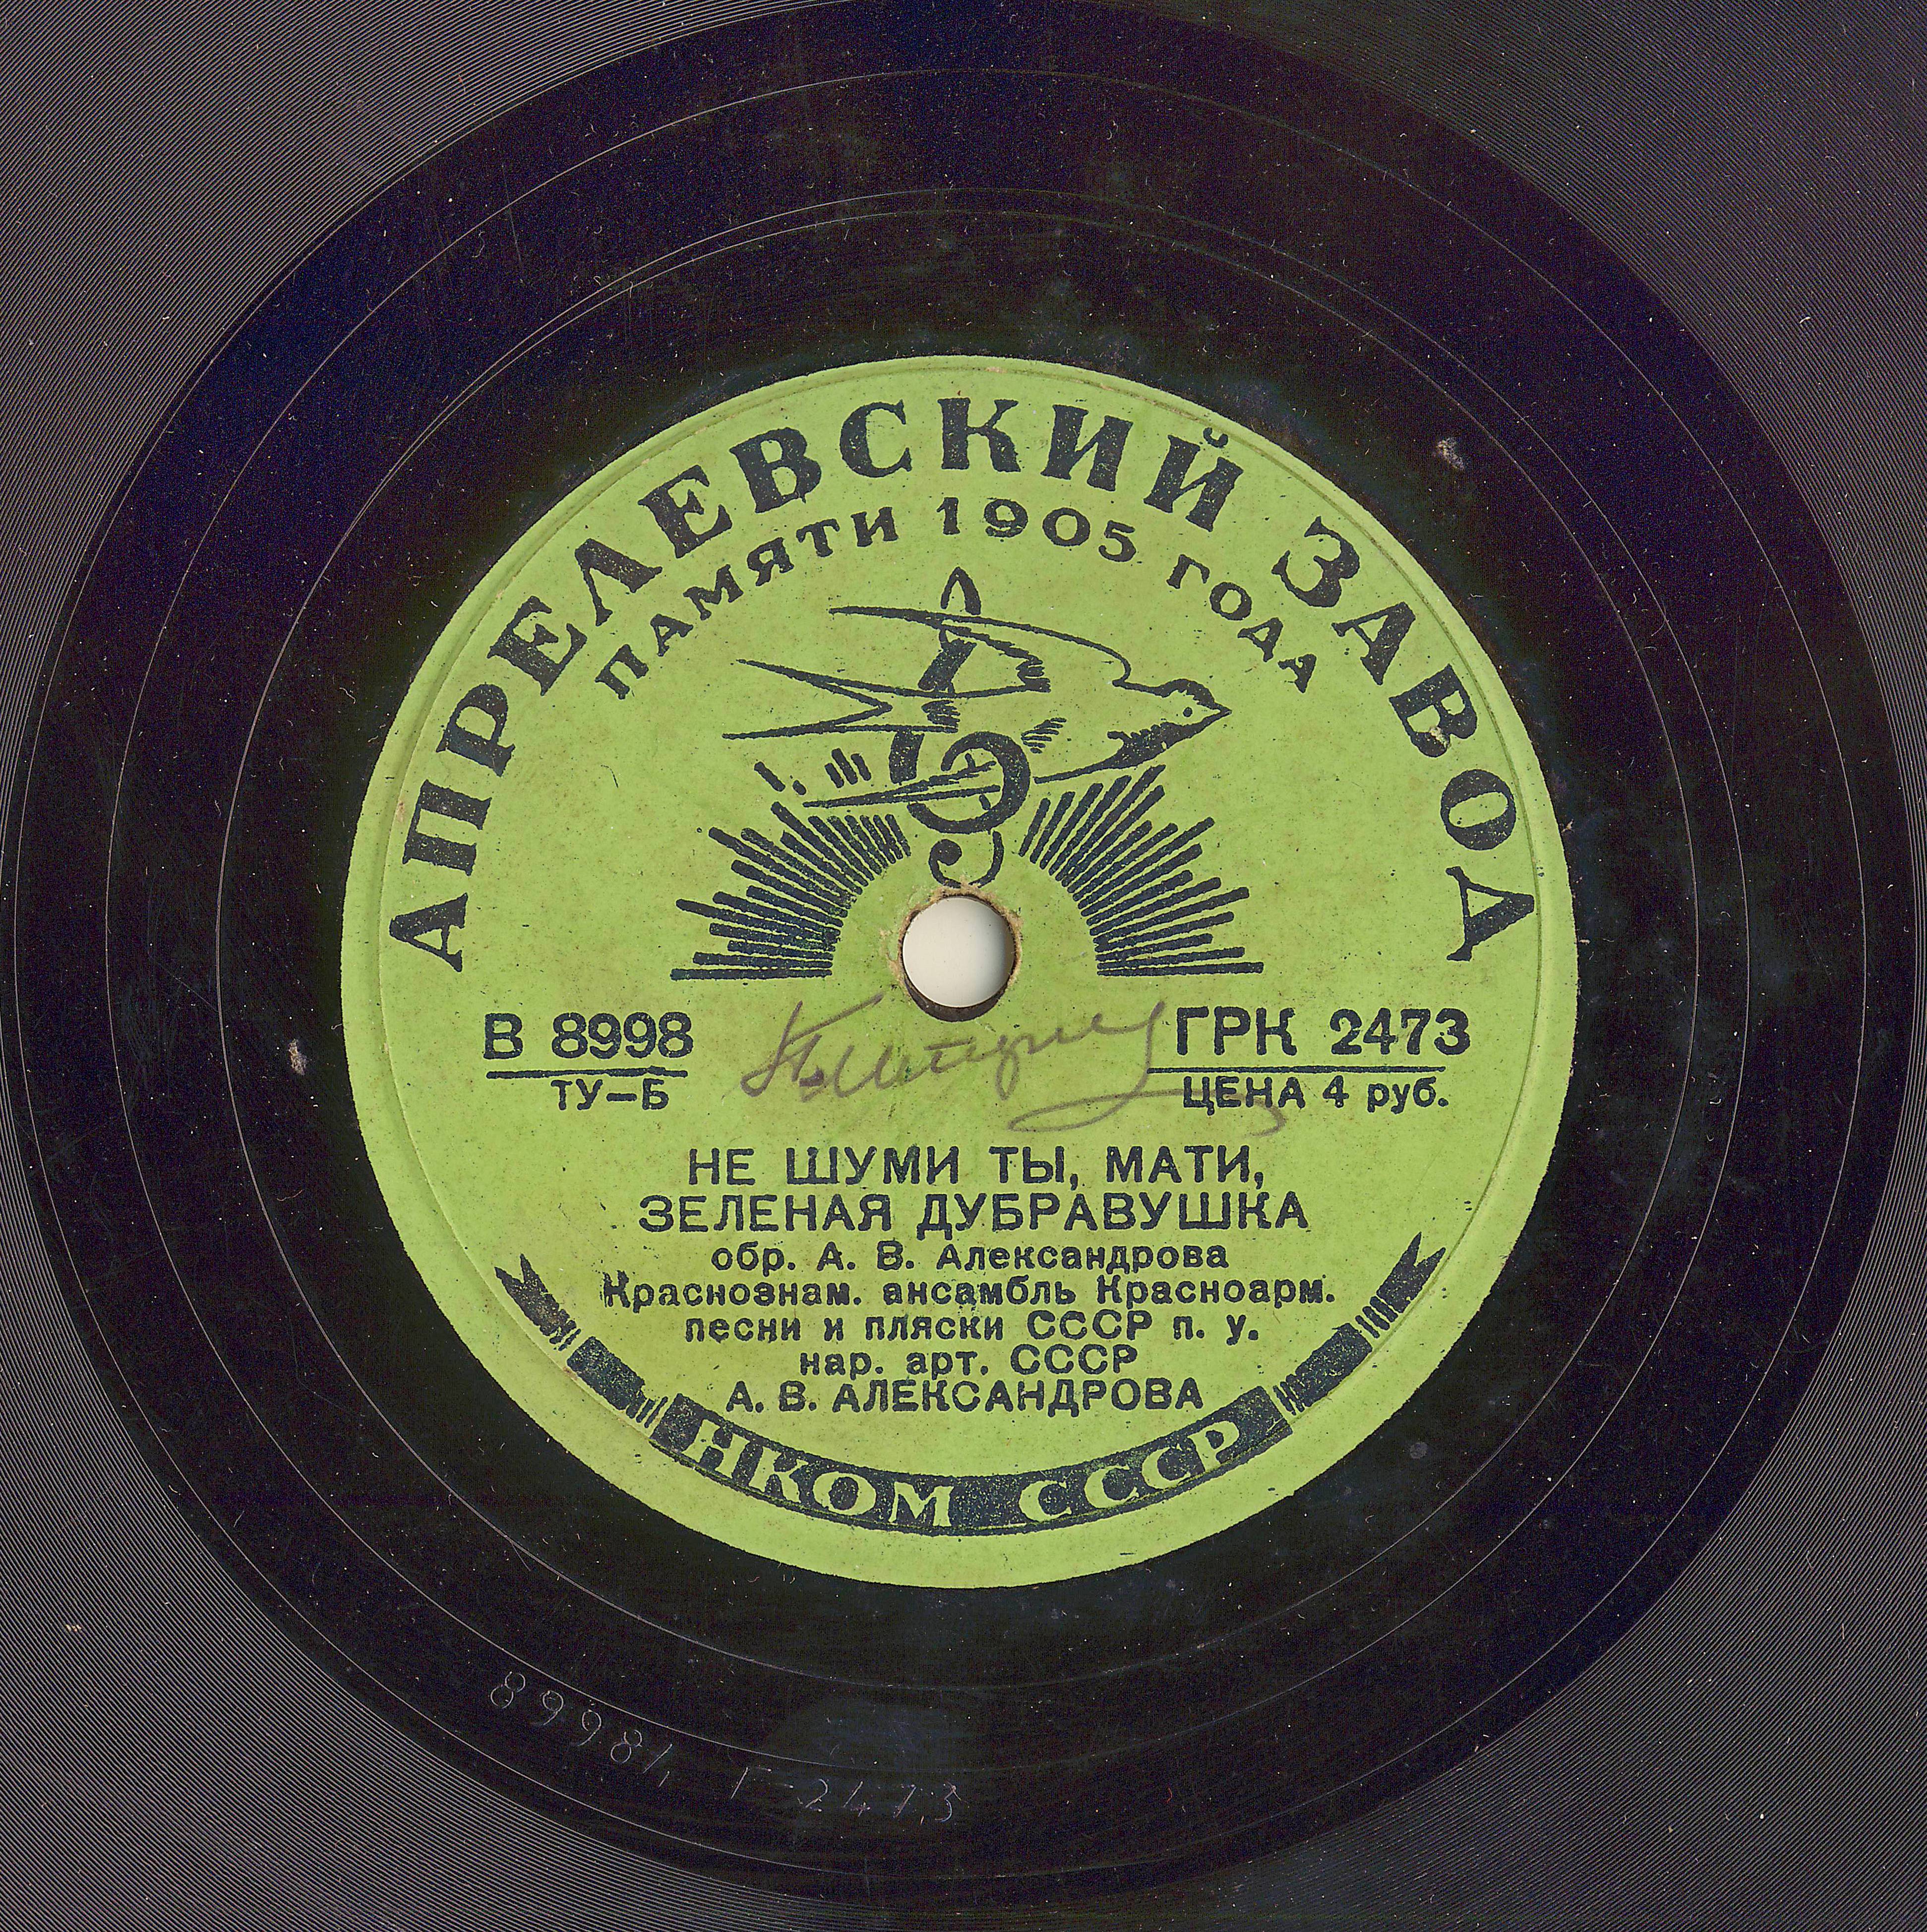 АПРЕЛЕВСКИЙ ЗАВОД
ПАМЯТИ 1905 ГОДА
В 8998
ТУ–Б
ГРК 2473
ЦЕНА 4 руб.
НЕ ШУМИ ТЫ, МАТИ,
ЗЕЛЕНАЯ ДУБРАВУШКА
обр. А. В. Александрова
Краснознам. ансамбль Красноарм.
песни и пляски СССР п. у.
нар. арт. СССР
А. В. АЛЕКСАНДРОВА
НКОМ СССР
8998/, Г 2473